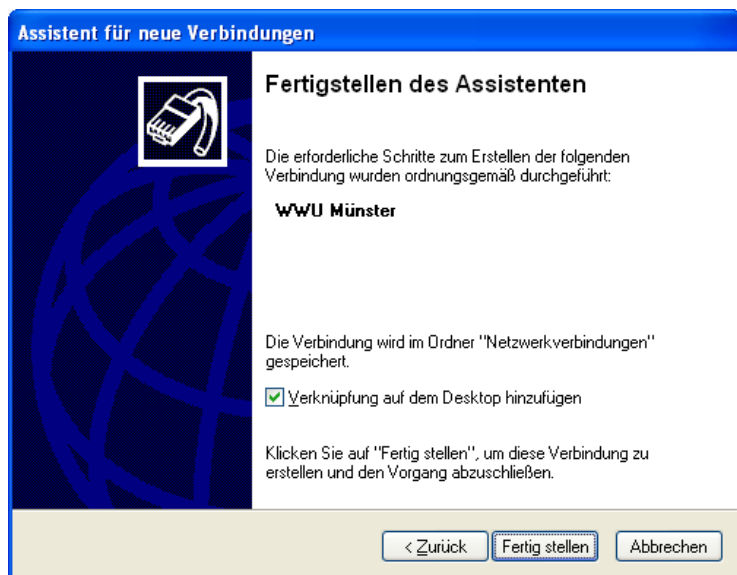 Assistent für neue Verbindungen
Fertigstellen des Assistenten
Die erforderliche Schritte zum Erstellen der folgenden
Verbindung wurden ordnungsgemäß durchgeführt:
WWU Münster
Die Verbindung wird im Ordner "Netzwerkverbindungen"
gespeichert.
Verknüpfung auf dem Desktop hinzufügen
Klicken Sie auf "Fertig stellen", um diese Verbindung zu
erstellen und den Vorgang abzuschließen.
< Zurück Fertig stellen Abbrechen